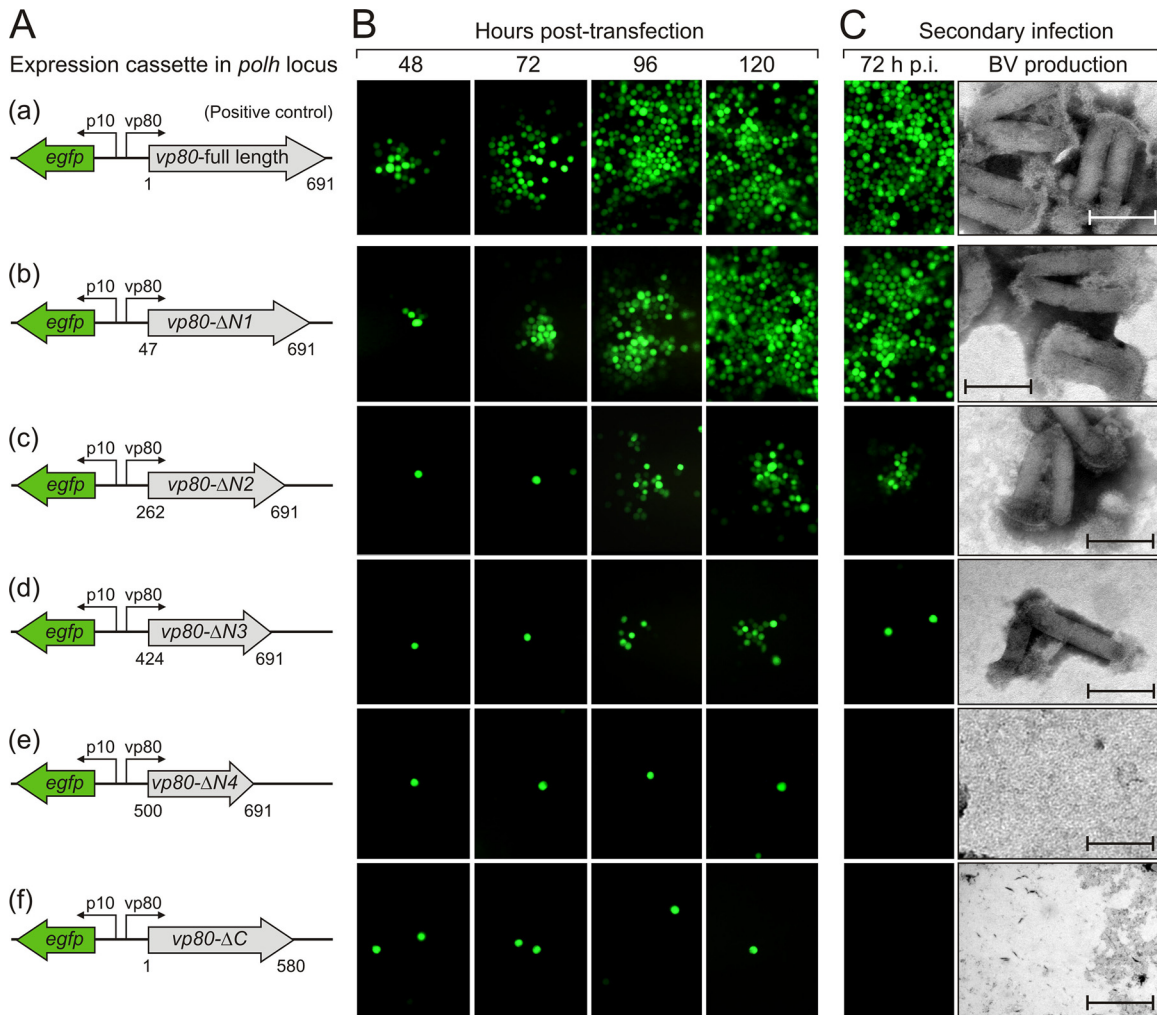 A
B
C
Hours post-transfection
Secondary infection
Expression cassette in polh locus
48
72
96
120
72 h p.i.
BV production
(a)
p10
vp80
(Positive control)
egfp
vp80-full length
1
691
(b)
p10
vp80
egfp
vp80-ΔN1
47
691
(c)
p10
vp80
egfp
vp80-ΔN2
262
691
(d)
p10
vp80
egfp
vp80-ΔN3
424
691
(e)
p10
vp80
egfp
vp80-ΔN4
500
691
(f)
p10
vp80
egfp
vp80-ΔC
1
580